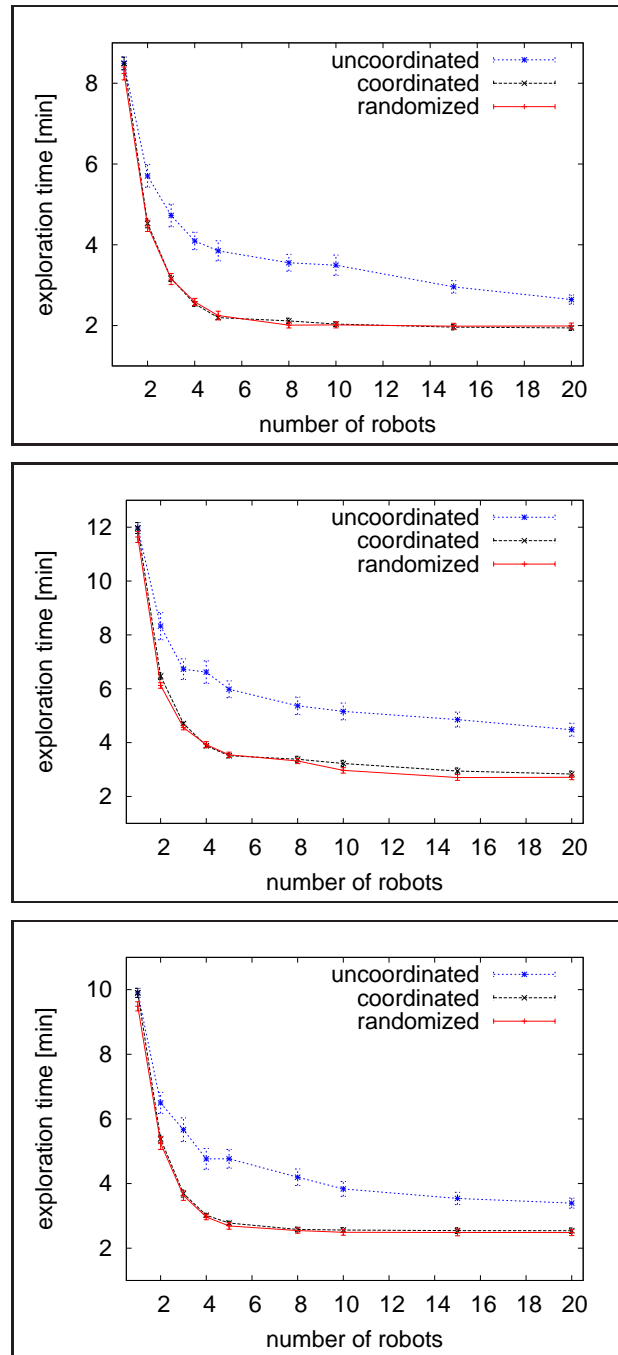 uncoordinated
coordinated
randomized
8
6
4
2
exploration time [min]
2 4 6 8 10 12 14 16 18 20
number of robots
uncoordinated
coordinated
randomized
12
10
8
6
4
2
exploration time [min]
2 4 6 8 10 12 14 16 18 20
number of robots
uncoordinated
coordinated
randomized
10
8
6
4
2
exploration time [min]
2 4 6 8 10 12 14 16 18 20
number of robots